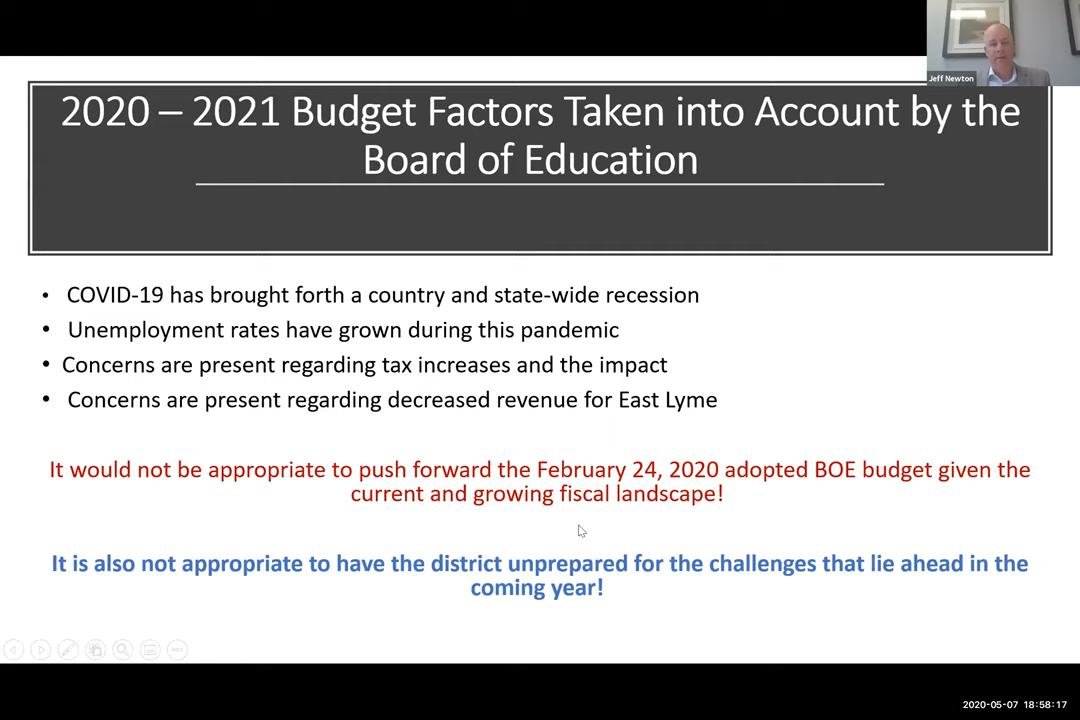 Jeff Newton
2020 – 2021 Budget Factors Taken into Account by the
Board of Education
• COVID-19 has brought forth a country and state-wide recession
• Unemployment rates have grown during this pandemic
• Concerns are present regarding tax increases and the impact
• Concerns are present regarding decreased revenue for East Lyme
It would not be appropriate to push forward the February 24, 2020 adopted BOE budget given the
current and growing fiscal landscape!
It is also not appropriate to have the district unprepared for the challenges that lie ahead in the
coming year!
2020-05-07 18:58:17